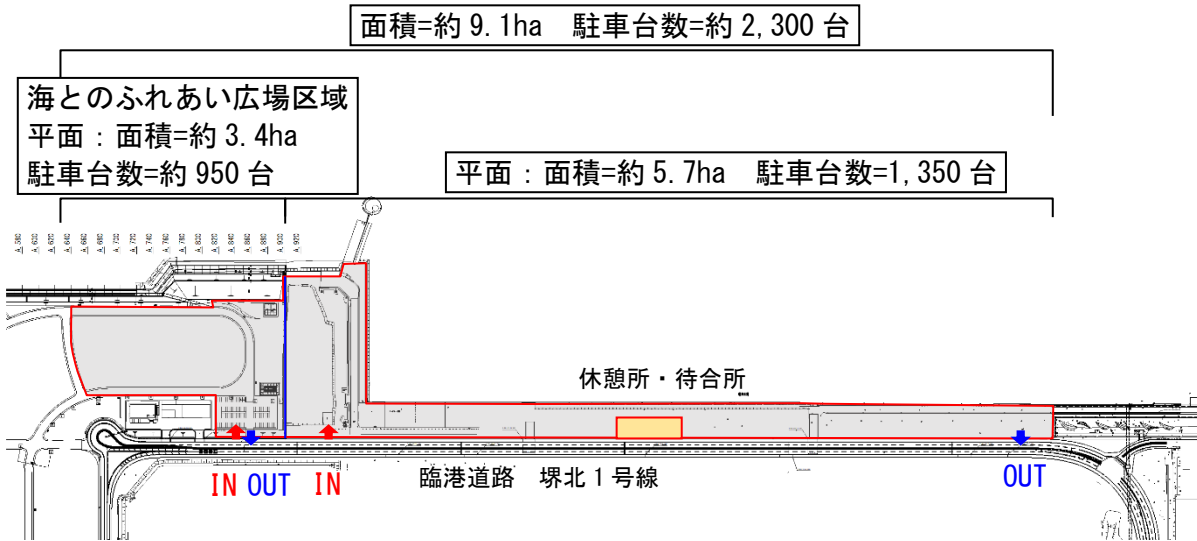 面積=約 9.1ha 駐車台数=約 2,300 台
海とのふれあい広場区域
平面：面積=約 3.4ha
駐車台数=約 950 台
平面：面積=約 5.7ha 駐車台数=1,350 台
休憩所・待合所
臨港道路 堺北１号線
IN OUT IN
OUT